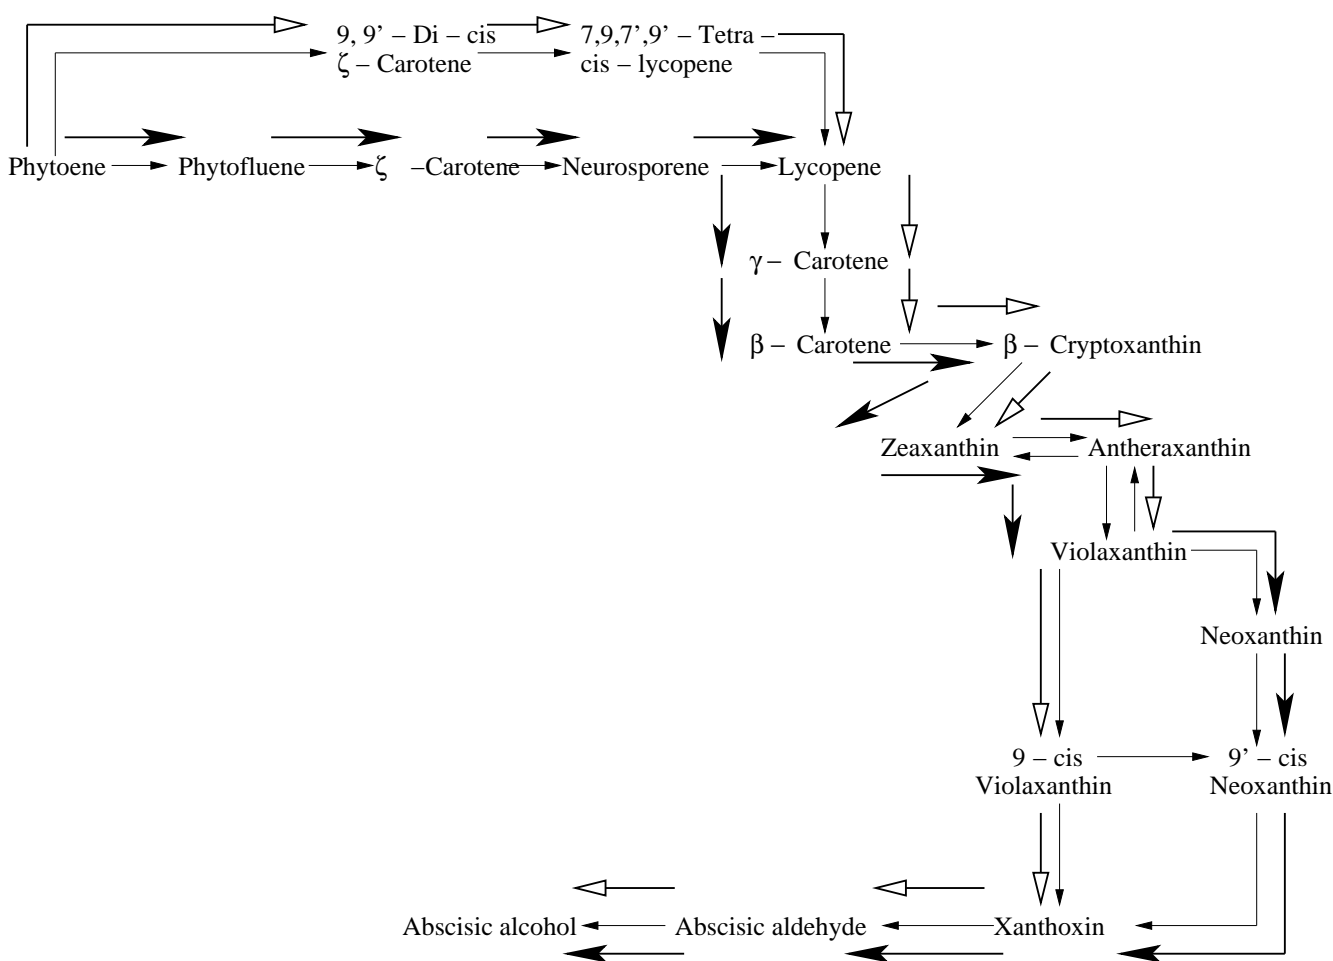 9, 9’ – Di – cis
ζ – Carotene
7,9,7’,9’ – Tetra –
cis – lycopene
Phytoene
Phytofluene
ζ –Carotene
Neurosporene
Lycopene
γ – Carotene
β – Carotene
β – Cryptoxanthin
Zeaxanthin
Antheraxanthin
Violaxanthin
Neoxanthin
9 – cis
Violaxanthin
9’ – cis
Neoxanthin
Abscisic alcohol
Abscisic aldehyde
Xanthoxin